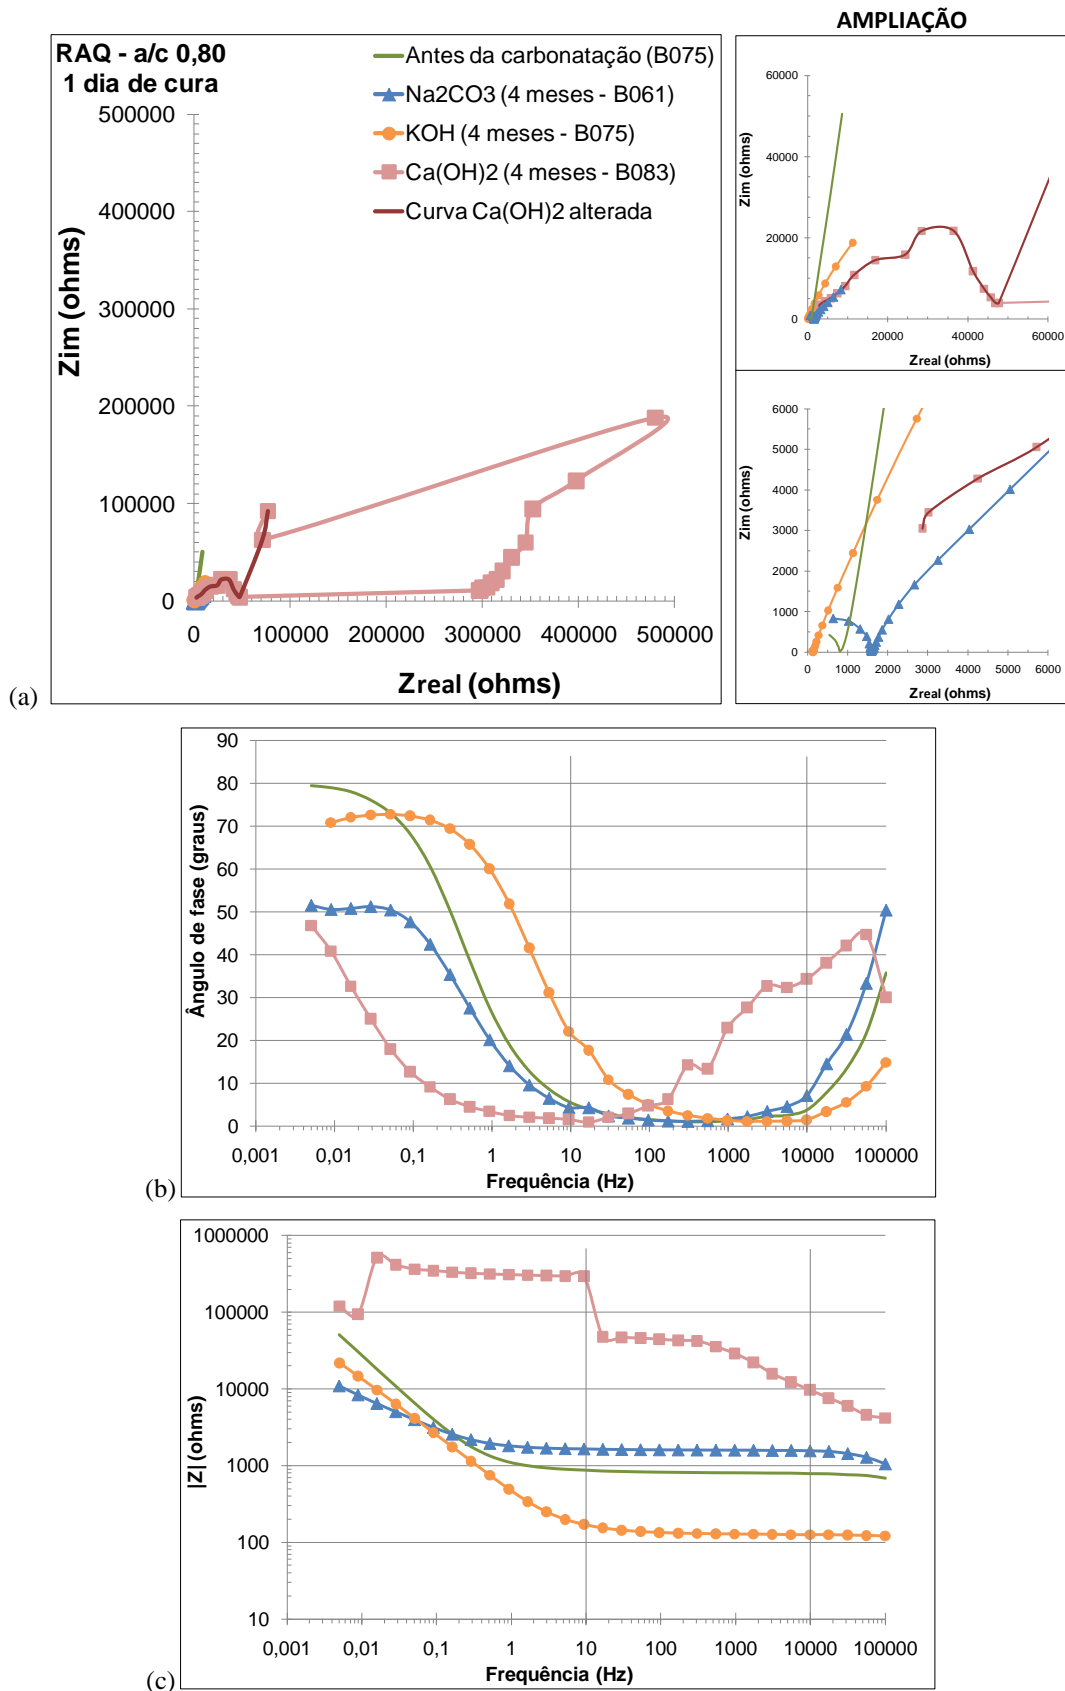 AMPLIAÇÃO
RAQ - a/c 0,80
1 dia de cura
Antes da carbonatação (B075)
Na2CO3 (4 meses - B061)
KOH (4 meses - B075)
Ca(OH)2 (4 meses - B083)
Curva Ca(OH)2 alterada
500000
400000
300000
200000
100000
0
Zim (ohms)
0 100000 200000 300000 400000 500000
Zreal (ohms)
60000
40000
20000
0
Zim (ohms)
0 20000 40000 60000
Zreal (ohms)
6000
5000
4000
3000
2000
1000
0
Zim (ohms)
0 1000 2000 3000 4000 5000 6000
Zreal (ohms)
(a)
90
80
70
60
50
40
30
20
10
0
Ângulo de fase (graus)
0,001 0,01 0,1 1 10 100 1000 10000 100000
Frequência (Hz)
(b)
1000000
100000
10000
1000
100
10
|Z| (ohms)
0,001 0,01 0,1 1 10 100 1000 10000 100000
Frequência (Hz)
(c)